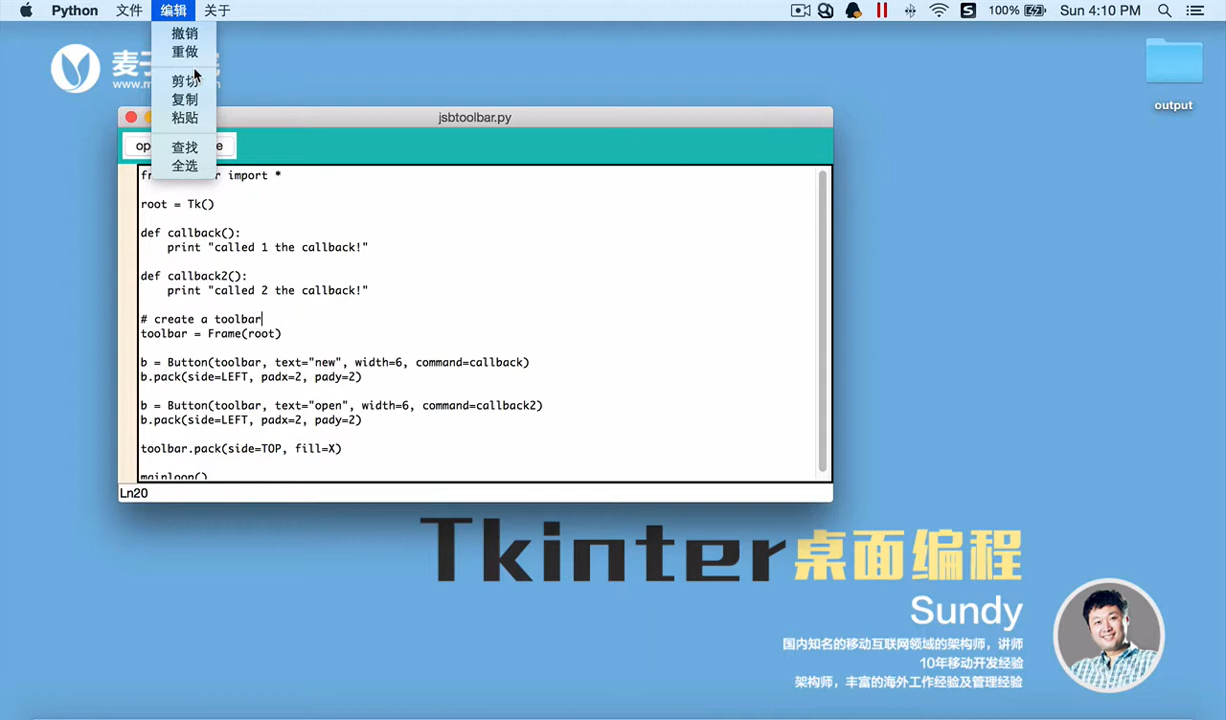 Python 文件 编辑 关于 100% Sun 4:10 PM
撤销
重做
剪切
复制
粘贴
查找
全选
麦子
www.m
output
jsbtoolbar.py
import *
root = Tk()
def callback():
print "called 1 the callback!"
def callback2():
print "called 2 the callback!"
# create a toolbar
toolbar = Frame(root)
b = Button(toolbar, text="new", width=6, command=callback)
b.pack(side=LEFT, padx=2, pady=2)
b = Button(toolbar, text="open", width=6, command=callback2)
b.pack(side=LEFT, padx=2, pady=2)
toolbar.pack(side=TOP, fill=X)
mainloop()
Ln20
Tkinter桌面编程
Sundy
国内知名的移动互联网领域的架构师，讲师
10年移动开发经验
架构师，丰富的海外工作经验及管理经验